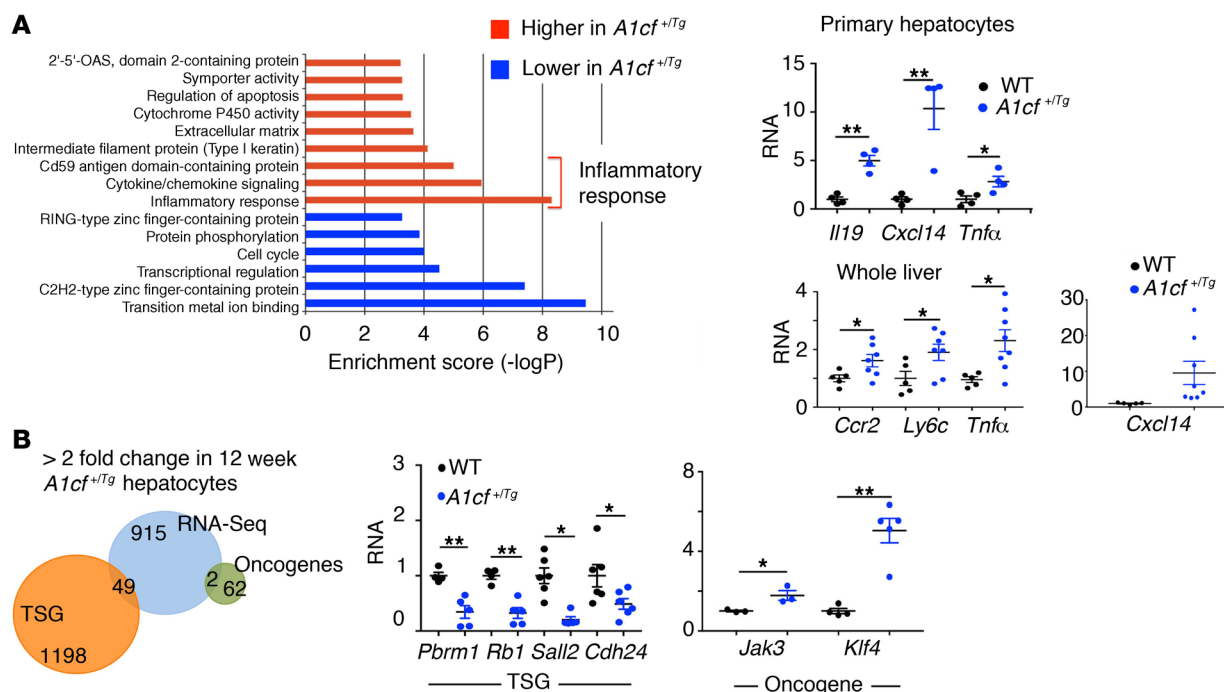 A
Higher in A1cf +/Tg
Lower in A1cf +/Tg
2'-5'-OAS, domain 2-containing protein
Symporter activity
Regulation of apoptosis
Cytochrome P450 activity
Extracellular matrix
Intermediate filament protein (Type I keratin)
Cd59 antigen domain-containing protein
Cytokine/chemokine signaling
Inflammatory response
RING-type zinc finger-containing protein
Protein phosphorylation
Cell cycle
Transcriptional regulation
C2H2-type zinc finger-containing protein
Transition metal ion binding
0 2 4 6 8 10
Enrichment score (-logP)
Inflammatory
response
Primary hepatocytes
15
10
5
0
RNA
WT
A1cf +/Tg
** ** *
Il19 Cxcl14 Tnfα
Whole liver
4
2
0
RNA
* * *
Ccr2 Ly6c Tnfα
WT
A1cf +/Tg
30
20
10
0
Cxcl14
B
> 2 fold change in 12 week
A1cf +/Tg hepatocytes
915 RNA-Seq
Oncogenes
49 2 62
TSG
1198
3
2
1
0
RNA
WT
A1cf +/Tg
** ** * *
Pbrm1 Rb1 Sall2 Cdh24
TSG
8
4
0
* **
Jak3 Klf4
Oncogene